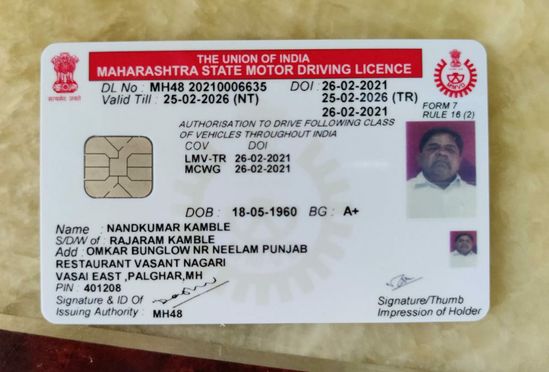 THE UNION OF INDIA
MAHARASHTRA STATE MOTOR DRIVING LICENCE
DL No : MH48 20210006635 DOI : 26-02-2021
Valid Till : 25-02-2026 (NT) 25-02-2026 (TR)
26-02-2021
FORM 7
RULE 16 (2)
AUTHORISATION TO DRIVE FOLLOWING CLASS
OF VEHICLES THROUGHOUT INDIA
COV DOI
LMV-TR 26-02-2021
MCWG 26-02-2021
DOB : 18-05-1960 BG : A+
Name : NANDKUMAR KAMBLE
S/D/W of : RAJARAM KAMBLE
Add : OMKAR BUNGLOW NR NEELAM PUNJAB
RESTAURANT VASANT NAGARI
VASAI EAST ,PALGHAR,MH
PIN : 401208
Signature & ID Of
Issuing Authority : MH48
Signature/Thumb
Impression of Holder